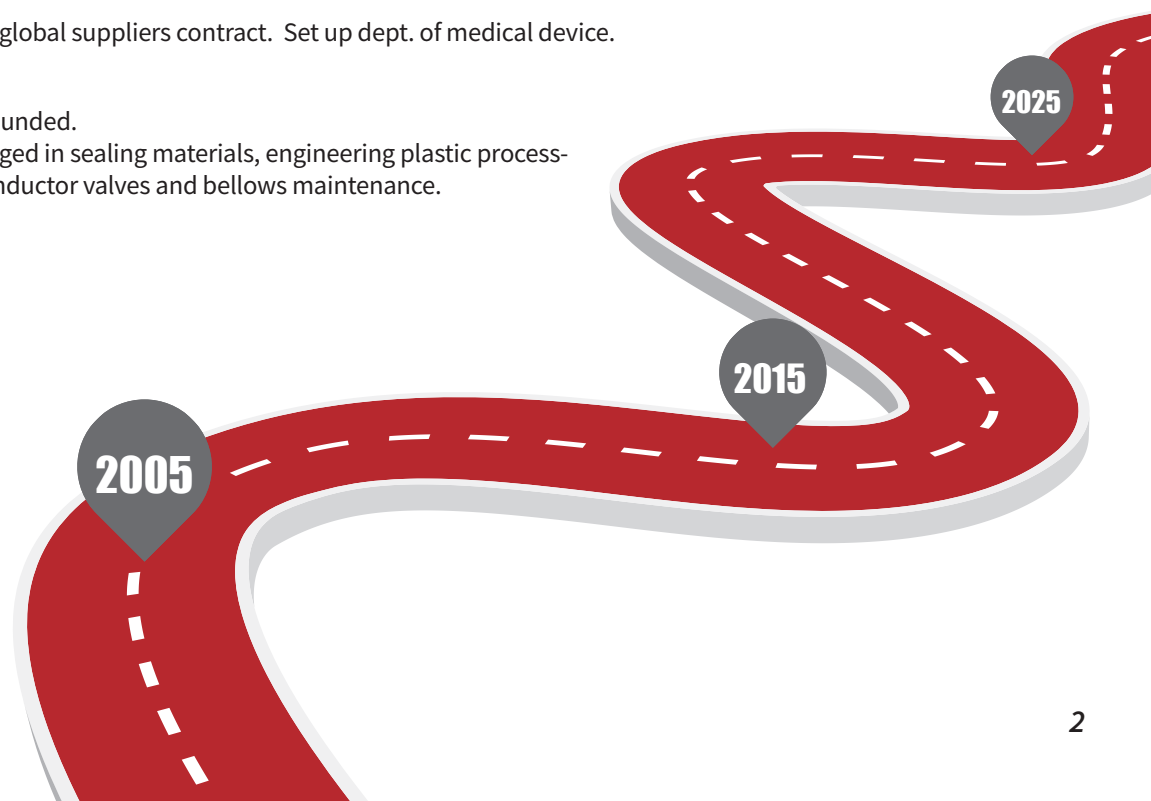 global suppliers contract. Set up dept. of medical device.
unded.
ged in sealing materials, engineering plastic process-
nductor valves and bellows maintenance.
2025
2015
2005
2